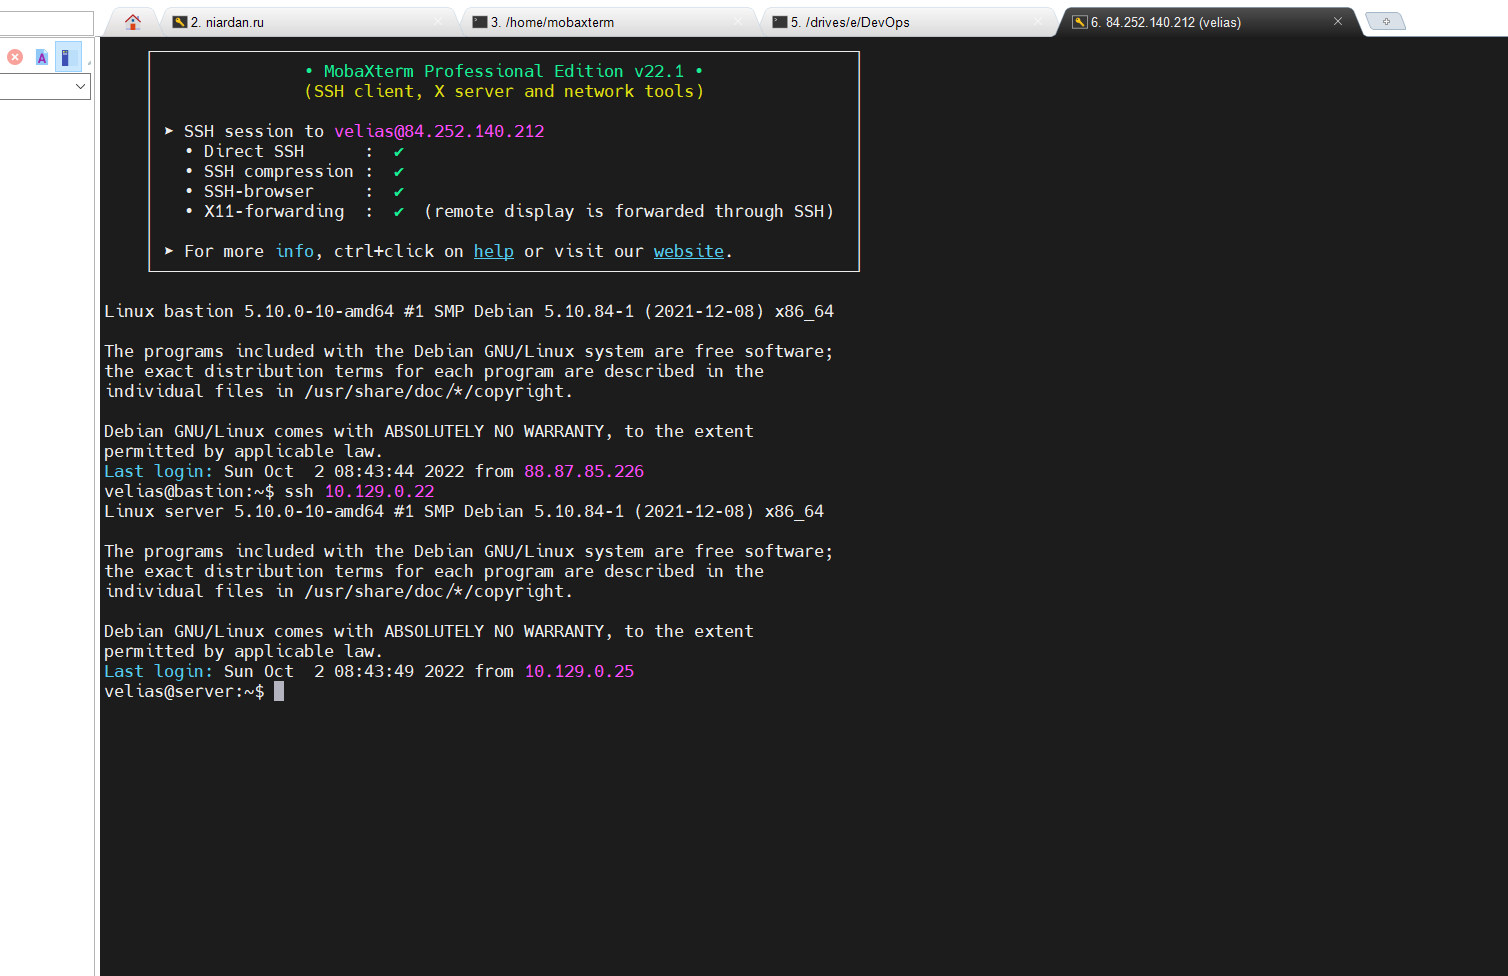 2. niardan.ru
3. /home/mobaxterm
5. /drives/e/DevOps
6. 84.252.140.212 (velias)
• MobaXterm Professional Edition v22.1 •
(SSH client, X server and network tools)
➤ SSH session to velias@84.252.140.212
• Direct SSH      :  ✔
• SSH compression :  ✔
• SSH-browser     :  ✔
• X11-forwarding  :  ✔  (remote display is forwarded through SSH)
➤ For more info, ctrl+click on help or visit our website.
Linux bastion 5.10.0-10-amd64 #1 SMP Debian 5.10.84-1 (2021-12-08) x86_64
The programs included with the Debian GNU/Linux system are free software;
the exact distribution terms for each program are described in the
individual files in /usr/share/doc/*/copyright.
Debian GNU/Linux comes with ABSOLUTELY NO WARRANTY, to the extent
permitted by applicable law.
Last login: Sun Oct  2 08:43:44 2022 from 88.87.85.226
velias@bastion:~$ ssh 10.129.0.22
Linux server 5.10.0-10-amd64 #1 SMP Debian 5.10.84-1 (2021-12-08) x86_64
The programs included with the Debian GNU/Linux system are free software;
the exact distribution terms for each program are described in the
individual files in /usr/share/doc/*/copyright.
Debian GNU/Linux comes with ABSOLUTELY NO WARRANTY, to the extent
permitted by applicable law.
Last login: Sun Oct  2 08:43:49 2022 from 10.129.0.25
velias@server:~$